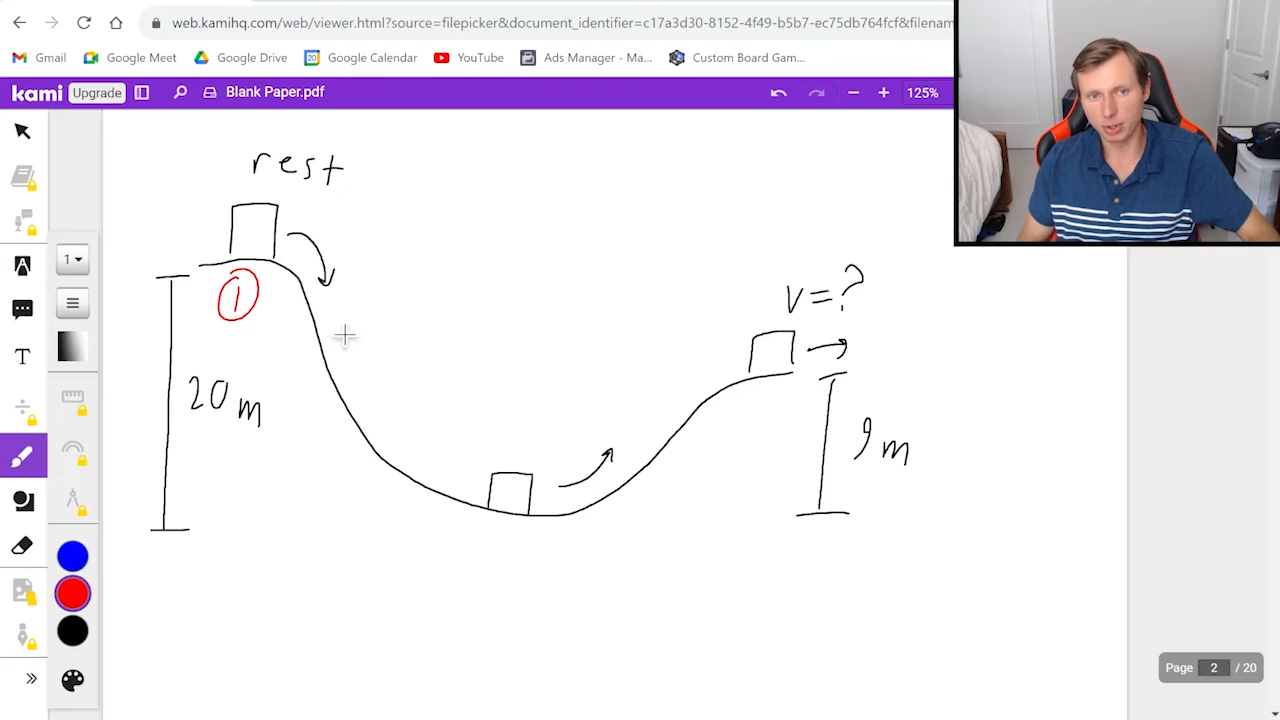 web.kamihq.com/web/viewer.html?source=filepicker&document_identifier=c17a3d30-8152-4f49-b5b7-ec75db764fcf&filenam
Gmail Google Meet Google Drive 20 Google Calendar YouTube Ads Manager - Ma... Custom Board Gam...
kami Upgrade Blank Paper.pdf 125%
rest
1
20 m
v=?
9 m
A
T
1
Page 2 / 20